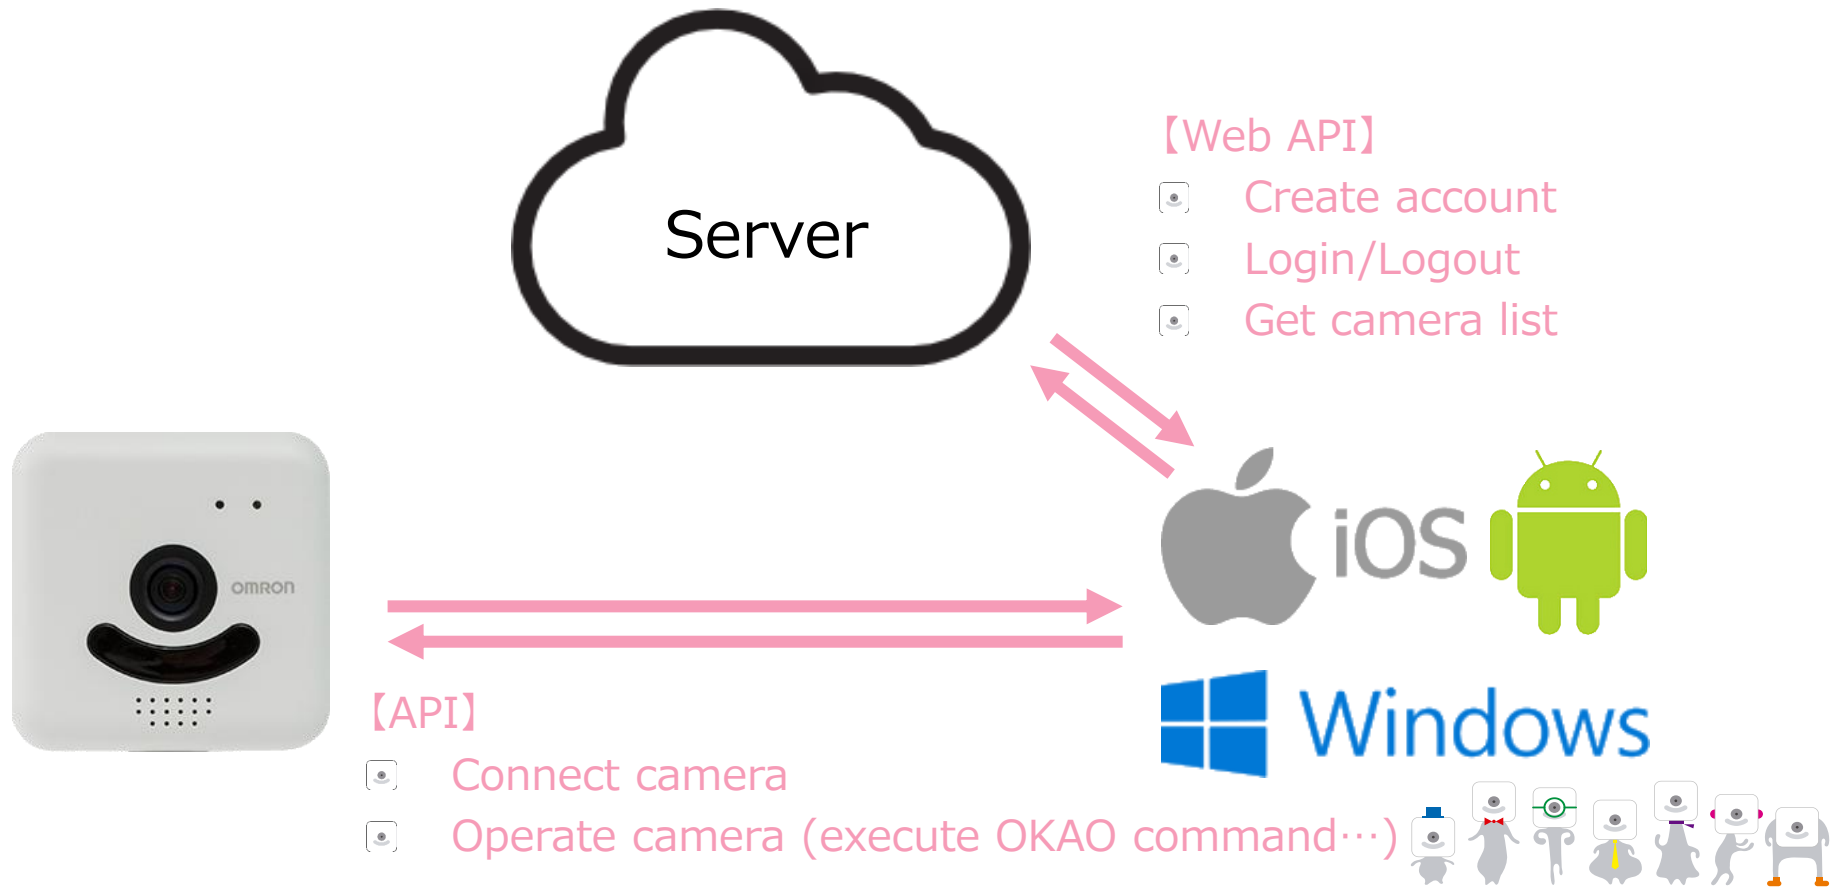 Server
【Web API】
Create account
Login/Logout
Get camera list
iOS
OMRON
Windows
【API】
Connect camera
Operate camera (execute OKAO command…)